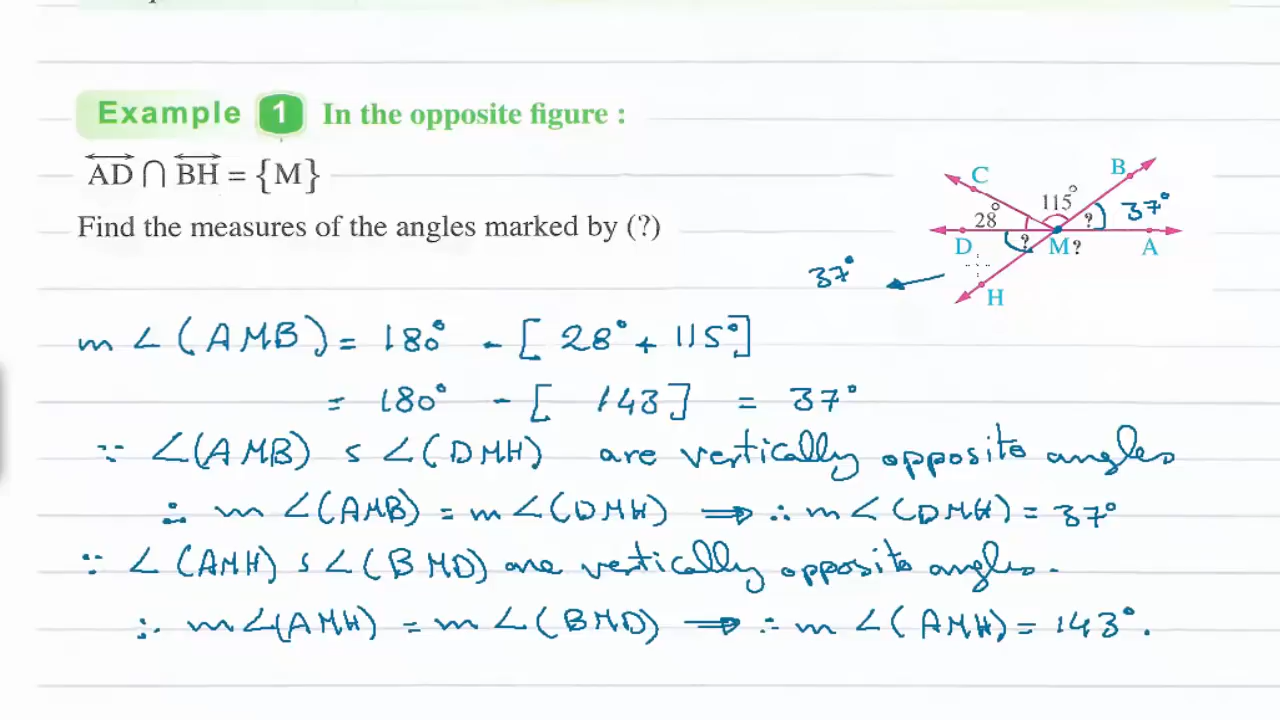 Example 1 In the opposite figure :
AD ∩ BH = {M}
Find the measures of the angles marked by (?)
C
B
115°
37°
28°
?
?
D
M
?
A
37°
H
m ∠(AMB) = 180° - [28° + 115°]
= 180° - [143] = 37°
∵ ∠(AMB) s ∠(DMH) are vertically opposite angles
∴ m ∠(AMB) = m ∠(DMH) ⟹ ∴ m ∠(DMH) = 37°
∵ ∠(AMH) s ∠(BMD) are vertically opposite angles.
∴ m ∠(AMH) = m ∠(BMD) ⟹ ∴ m ∠(AMH) = 143°.